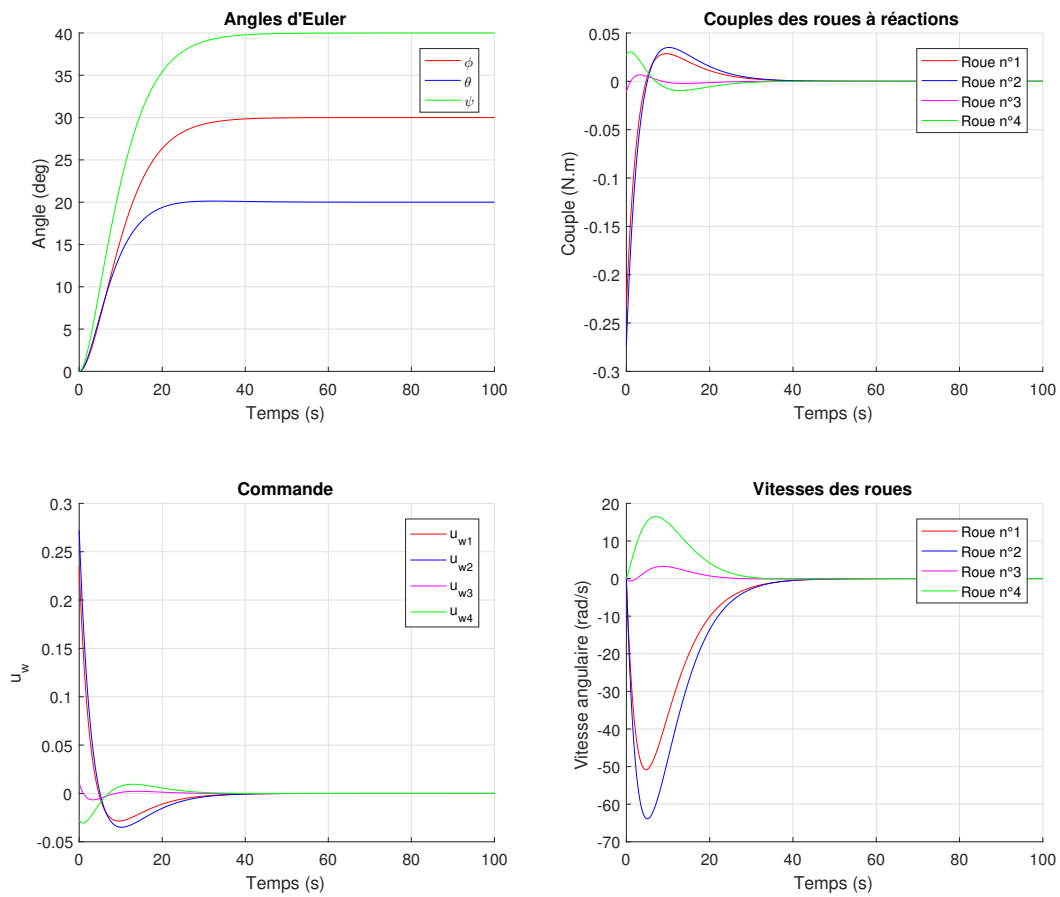 Angles d'Euler
40
35
30
25
20
15
10
5
0
Angle (deg)
0 20 40 60 80 100
Temps (s)
ϕ
θ
ψ
Couples des roues à réactions
0.05
0
-0.05
-0.1
-0.15
-0.2
-0.25
-0.3
Couple (N.m)
0 20 40 60 80 100
Temps (s)
Roue n°1
Roue n°2
Roue n°3
Roue n°4
Commande
0.3
0.25
0.2
0.15
0.1
0.05
0
-0.05
u_w
0 20 40 60 80 100
Temps (s)
u_w1
u_w2
u_w3
u_w4
Vitesses des roues
20
10
0
-10
-20
-30
-40
-50
-60
-70
Vitesse angulaire (rad/s)
0 20 40 60 80 100
Temps (s)
Roue n°1
Roue n°2
Roue n°3
Roue n°4